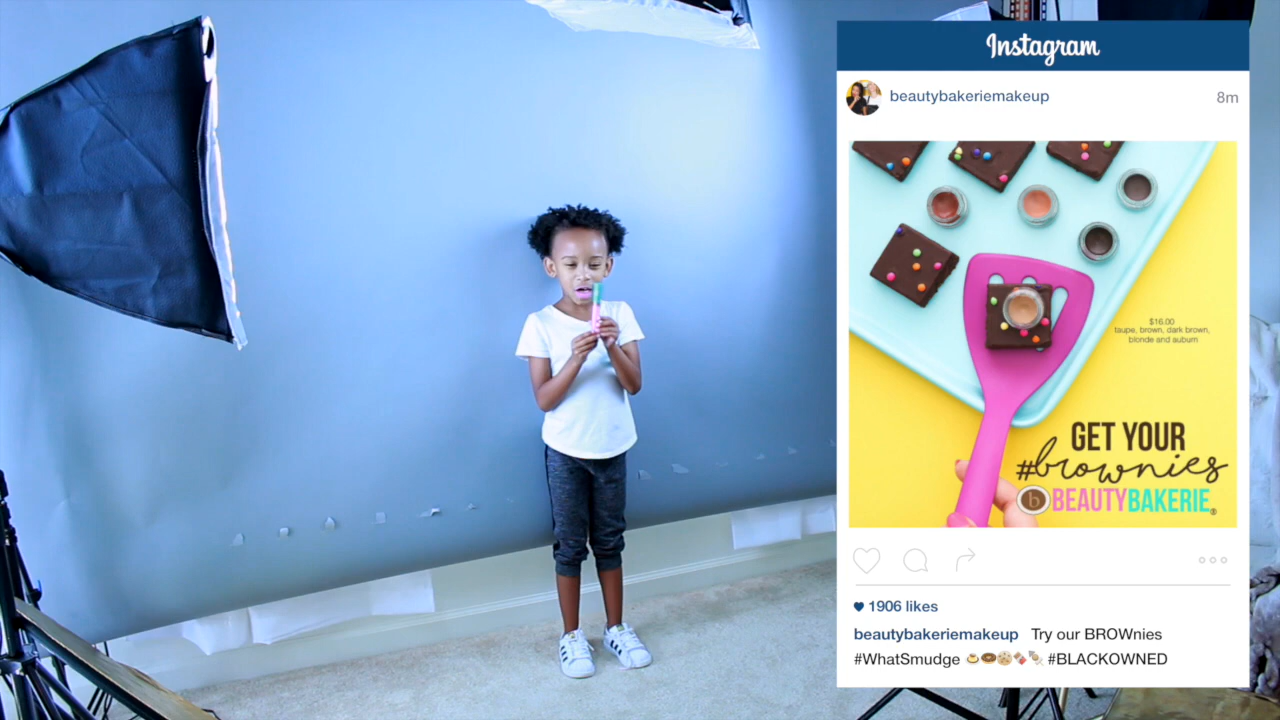 Instagram
beautybakeriemakeup
8m
$16.00
taupe, brown, dark brown,
blonde and auburn
GET YOUR
#brownies
b BEAUTYBAKERIE
1906 likes
beautybakeriemakeup Try our BROWnies
#WhatSmudge #BLACKOWNED